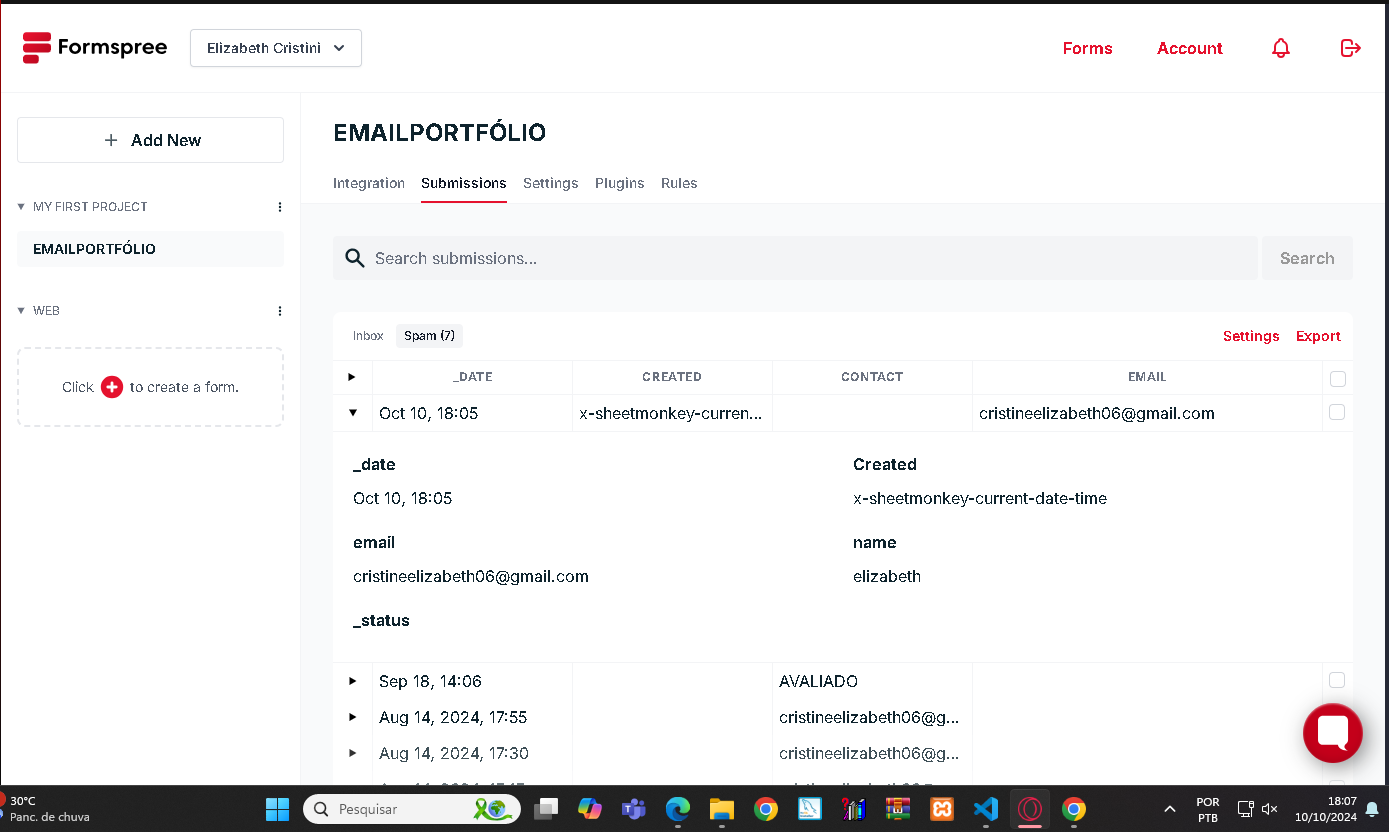 Formspree
Elizabeth Cristini
Forms
Account
Add New
MY FIRST PROJECT
EMAILPORTFÓLIO
WEB
Click to create a form.
EMAILPORTFÓLIO
Integration Submissions Settings Plugins Rules
Search submissions...
Search
Inbox Spam (7)
Settings Export
_DATE CREATED CONTACT EMAIL
Oct 10, 18:05 x-sheetmonkey-curren... cristineelizabeth06@gmail.com
_date
Oct 10, 18:05
Created
x-sheetmonkey-current-date-time
email
cristineelizabeth06@gmail.com
name
elizabeth
_status
Sep 18, 14:06 AVALIADO
Aug 14, 2024, 17:55 cristineelizabeth06@g...
Aug 14, 2024, 17:30 cristineelizabeth06@g...
30°C
Panc. de chuva
Pesquisar
POR
PTB
18:07
10/10/2024